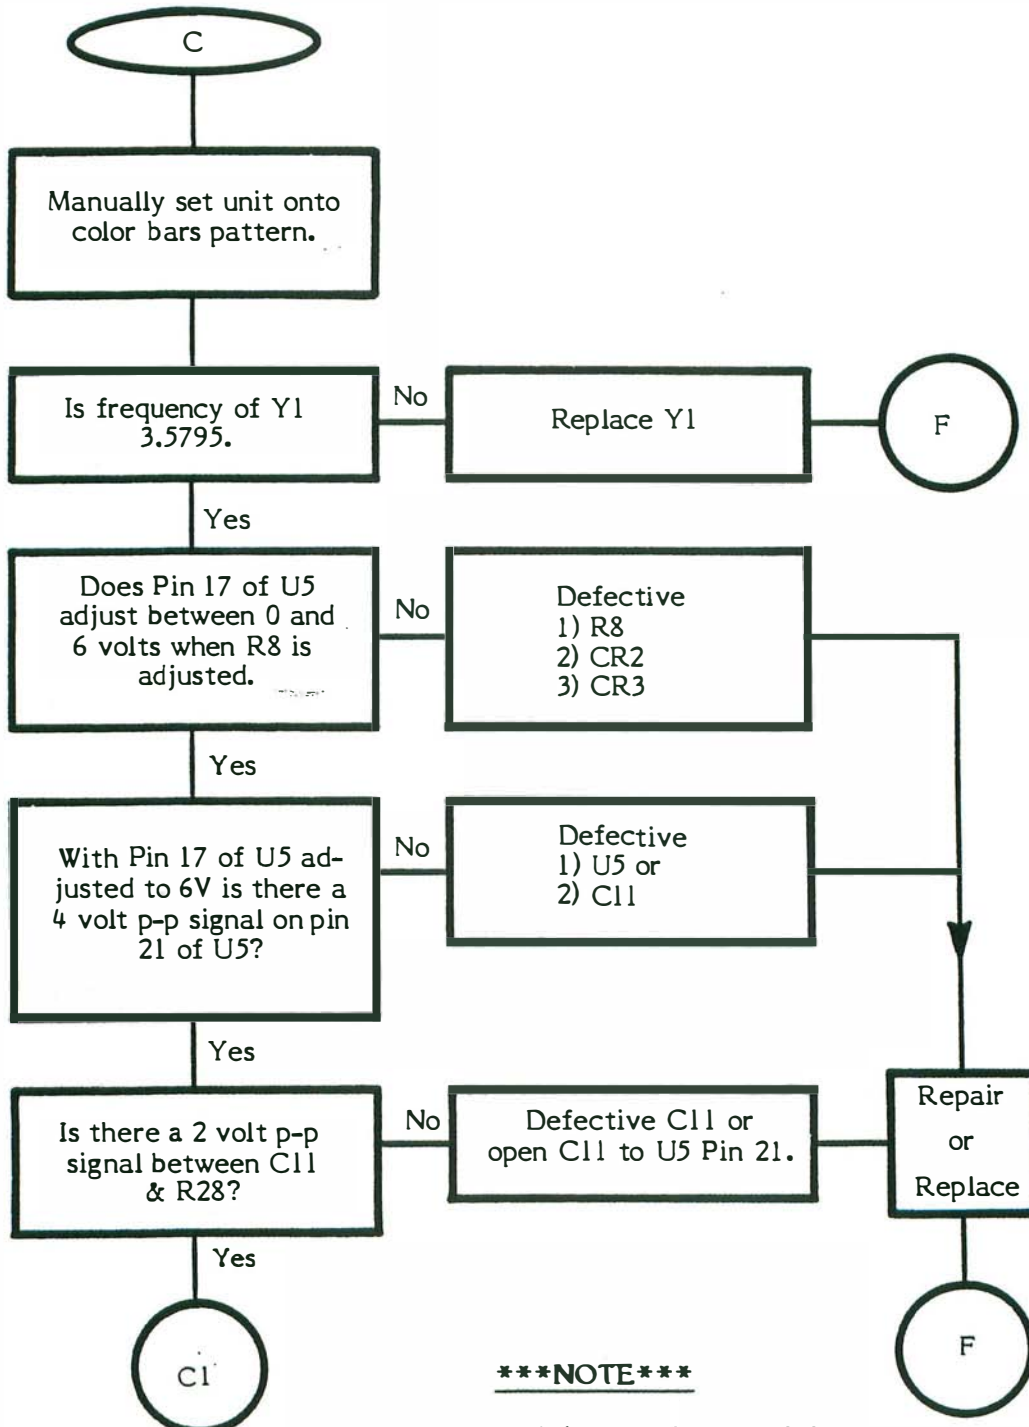 C
Manually set unit onto
color bars pattern.
Is frequency of Y1
3.5795.
No
Replace Y1
F
Yes
Does Pin 17 of U5
adjust between 0 and
6 volts when R8 is
adjusted.
No
Defective
1) R8
2) CR2
3) CR3
Yes
With Pin 17 of U5 ad-
justed to 6V is there a
4 volt p-p signal on pin
21 of U5?
No
Defective
1) U5 or
2) C11
Yes
Is there a 2 volt p-p
signal between C11
& R28?
No
Defective C11 or
open C11 to U5 Pin 21.
Repair
or
Replace
Yes
C1
F
***NOTE***